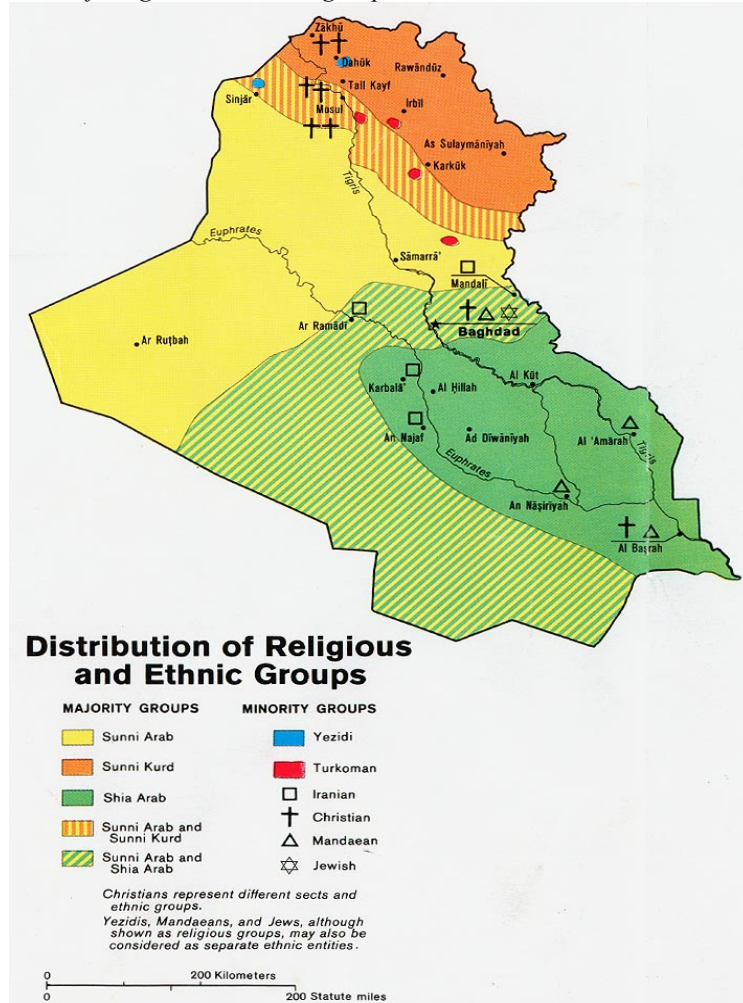 Zākhū
Dahūk
Rawāndūz
Tall Kayf
Sinjār
Mosul
Irbīl
As Sulaymānīyah
Karkūk
Tigris
Euphrates
Sāmarrā'
Mandalī
Ar Ramādī
Baghdad
Ar Ruṭbah
Karbalā'
Al Ḥillah
Al Kūt
An Najaf
Ad Dīwānīyah
Al 'Amārah
Tigris
Euphrates
An Nāṣirīyah
Al Baṣrah
Distribution of Religious
and Ethnic Groups
MAJORITY GROUPS
Sunni Arab
Sunni Kurd
Shia Arab
Sunni Arab and
Sunni Kurd
Sunni Arab and
Shia Arab
MINORITY GROUPS
Yezidi
Turkoman
Iranian
Christian
Mandaean
Jewish
Christians represent different sects and
ethnic groups.
Yezidis, Mandaeans, and Jews, although
shown as religious groups, may also be
considered as separate ethnic entities.
0 200 Kilometers
0 200 Statute miles